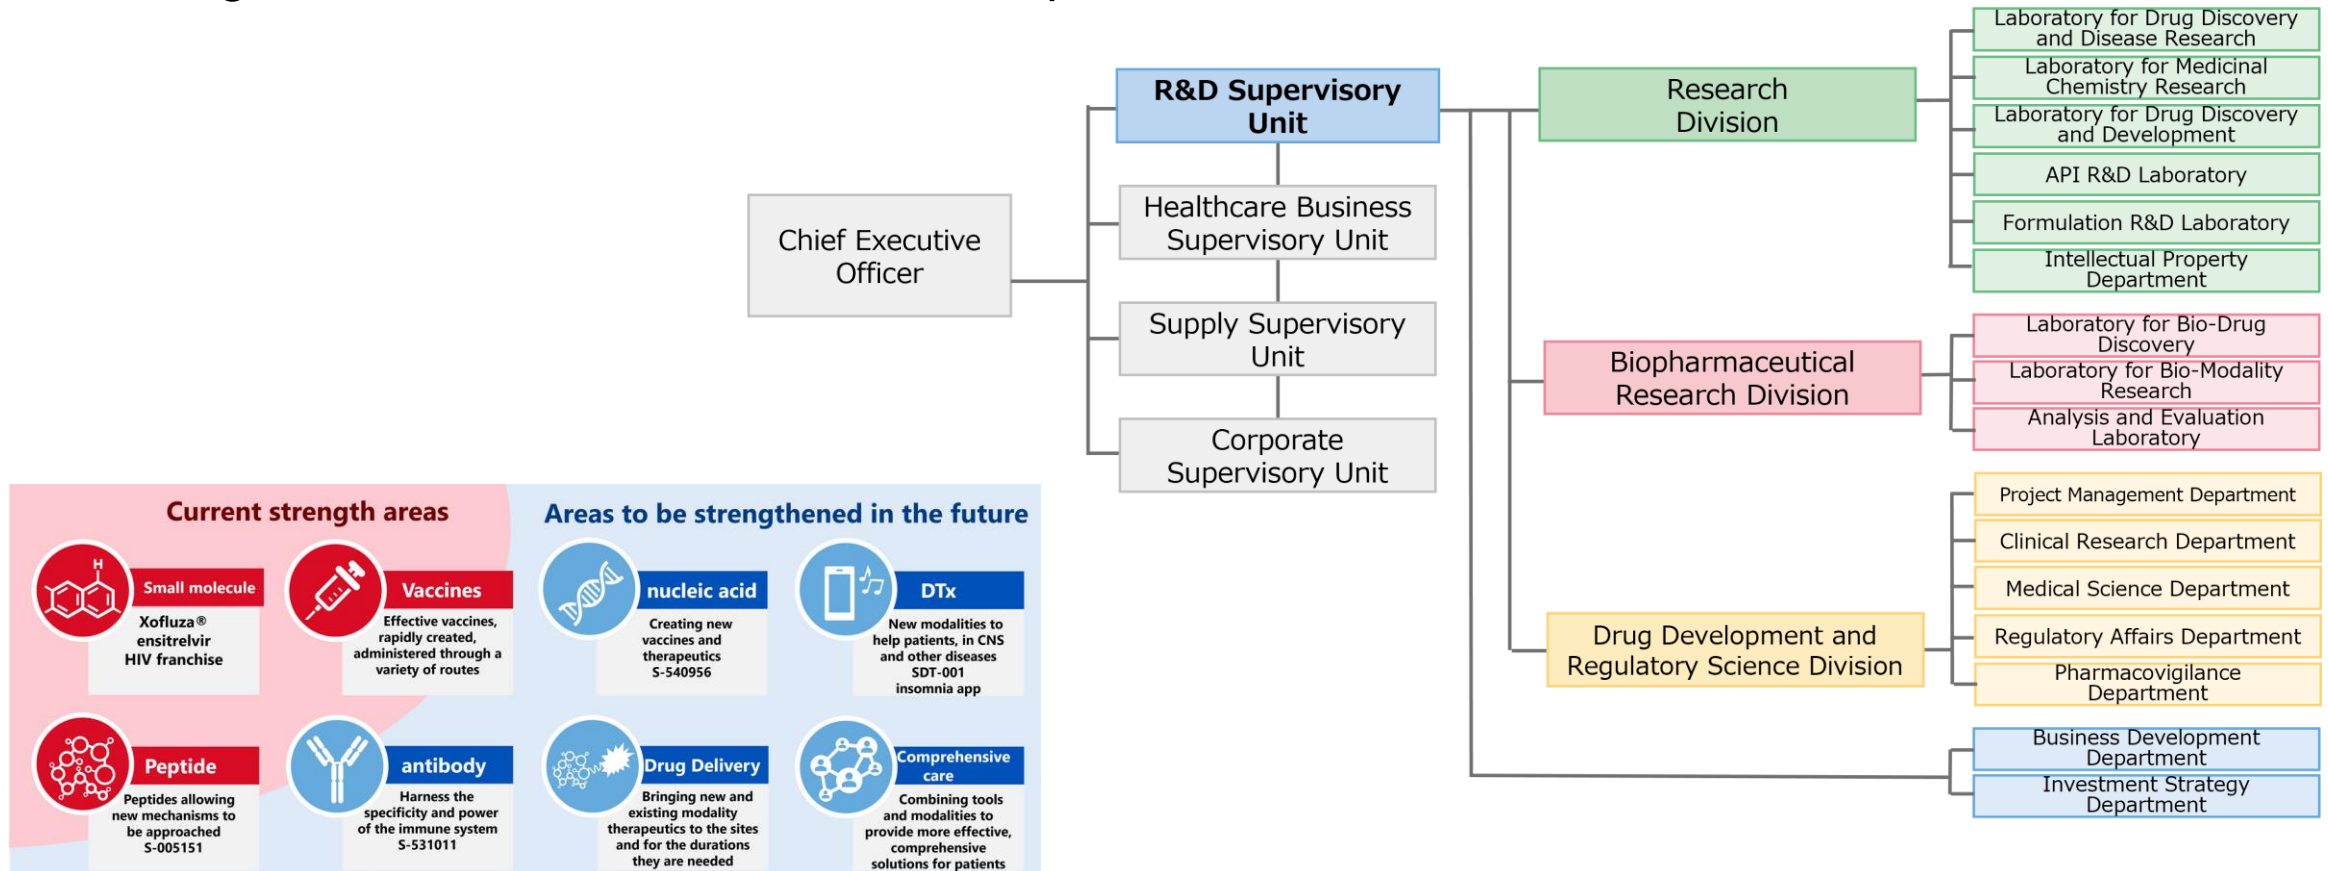 R&D Supervisory
Unit
Healthcare Business
Supervisory Unit
Supply Supervisory
Unit
Corporate
Supervisory Unit
Chief Executive
Officer
Research
Division
Laboratory for Drug Discovery
and Disease Research
Laboratory for Medicinal
Chemistry Research
Laboratory for Drug Discovery
and Development
API R&D Laboratory
Formulation R&D Laboratory
Intellectual Property
Department
Biopharmaceutical
Research Division
Laboratory for Bio-Drug
Discovery
Laboratory for Bio-Modality
Research
Analysis and Evaluation
Laboratory
Drug Development and
Regulatory Science Division
Project Management Department
Clinical Research Department
Medical Science Department
Regulatory Affairs Department
Pharmacovigilance
Department
Business Development
Department
Investment Strategy
Department
Current strength areas
H
Small molecule
Xofluza®
ensitrelvir
HIV franchise
Vaccines
Effective vaccines,
rapidly created,
administered through a
variety of routes
Peptide
Peptides allowing
new mechanisms to
be approached
S-005151
Areas to be strengthened in the future
nucleic acid
Creating new
vaccines and
therapeutics
S-540956
DTx
New modalities to
help patients, in CNS
and other diseases
SDT-001
insomnia app
antibody
Harness the
specificity and power
of the immune system
S-531011
Drug Delivery
Bringing new and
existing modality
therapeutics to the sites
and for the durations
they are needed
Comprehensive
care
Combining tools
and modalities to
provide more effective,
comprehensive
solutions for patients